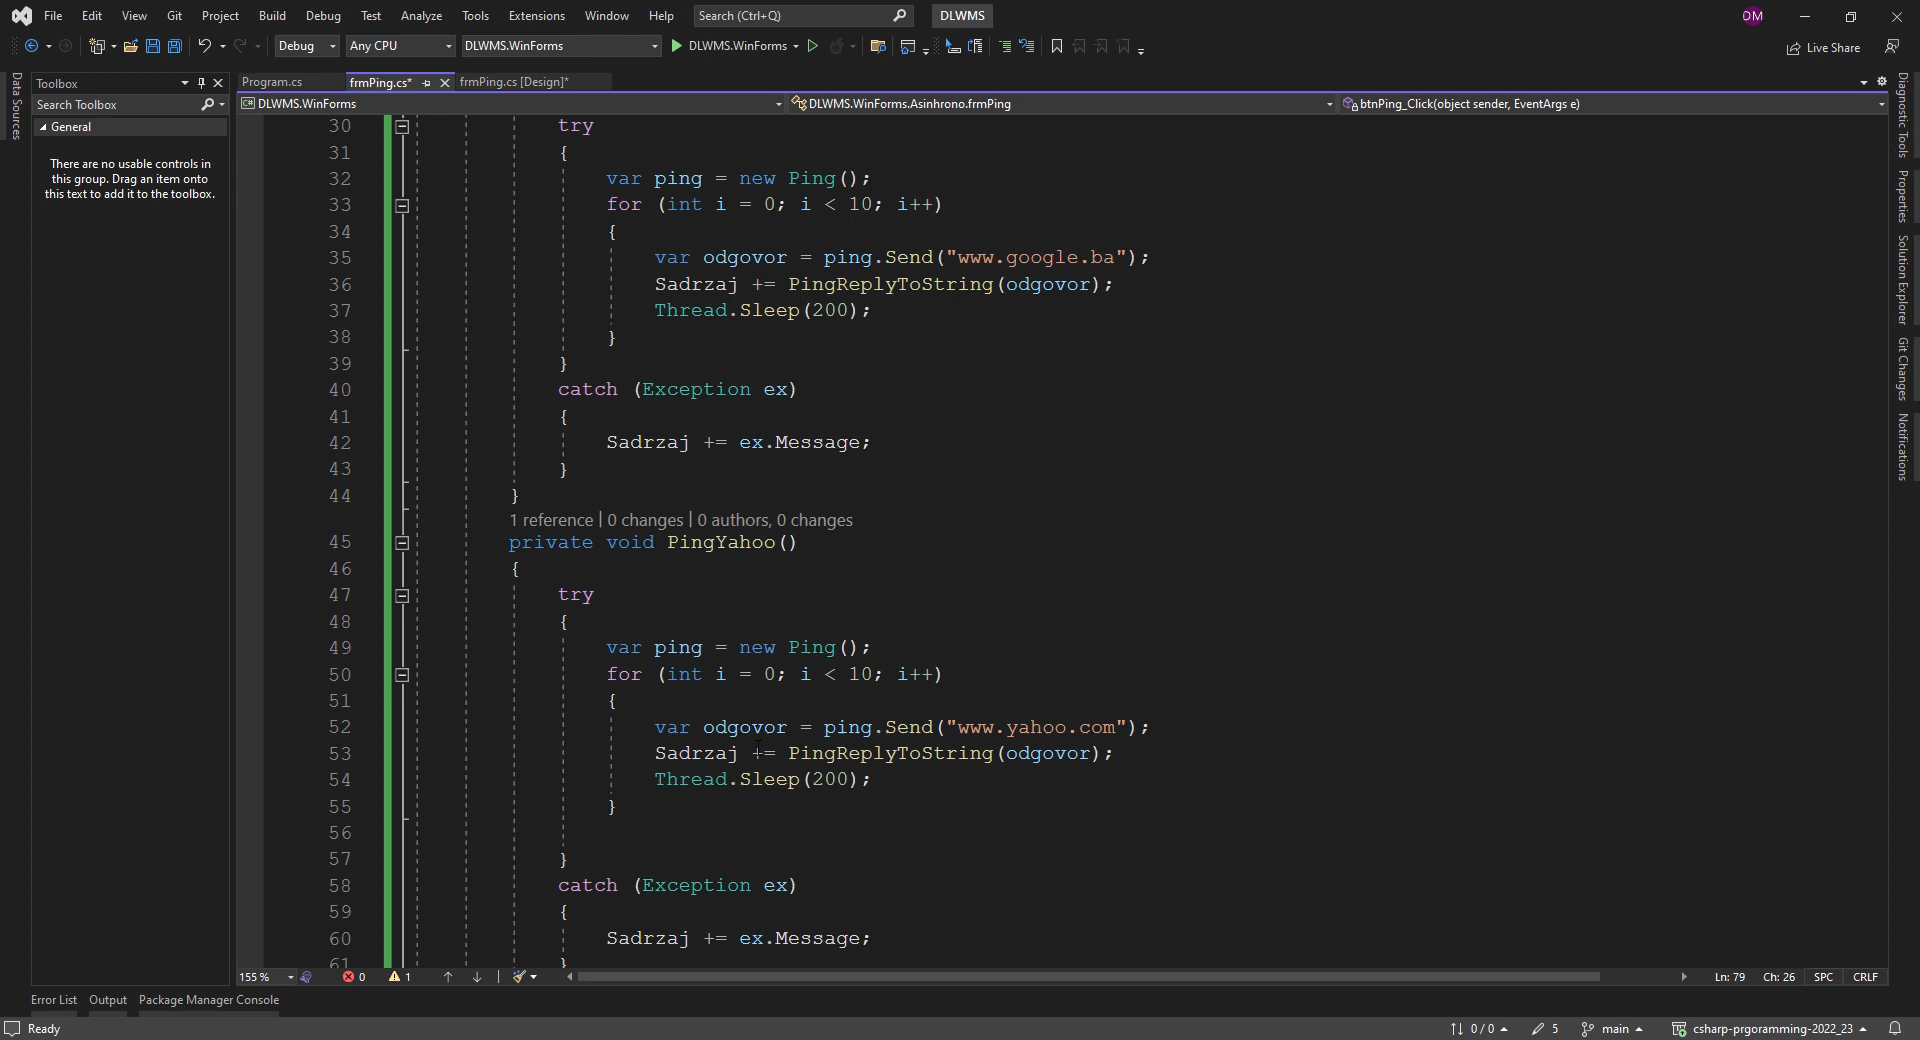 File Edit View Git Project Build Debug Test Analyze Tools Extensions Window Help Search (Ctrl+Q) DLWMS DM
Debug Any CPU DLWMS.WinForms DLWMS.WinForms Live Share
Data Sources
Toolbox
Search Toolbox
General
There are no usable controls in
this group. Drag an item onto
this text to add it to the toolbox.
Program.cs frmPing.cs* frmPing.cs [Design]*
DLWMS.WinForms DLWMS.WinForms.Asinhrono.frmPing btnPing_Click(object sender, EventArgs e)
30 try
31 {
32 var ping = new Ping();
33 for (int i = 0; i < 10; i++)
34 {
35 var odgovor = ping.Send("www.google.ba");
36 Sadrzaj += PingReplyToString(odgovor);
37 Thread.Sleep(200);
38 }
39 }
40 catch (Exception ex)
41 {
42 Sadrzaj += ex.Message;
43 }
44 }
1 reference | 0 changes | 0 authors, 0 changes
45 private void PingYahoo()
46 {
47 try
48 {
49 var ping = new Ping();
50 for (int i = 0; i < 10; i++)
51 {
52 var odgovor = ping.Send("www.yahoo.com");
53 Sadrzaj += PingReplyToString(odgovor);
54 Thread.Sleep(200);
55 }
56
57 }
58 catch (Exception ex)
59 {
60 Sadrzaj += ex.Message;
61 }
155 % 0 1 Ln: 79 Ch: 26 SPC CRLF
Diagnostic Tools
Properties
Solution Explorer
Git Changes
Notifications
Error List Output Package Manager Console
Ready 0 / 0 5 main csharp-prgoramming-2022_23